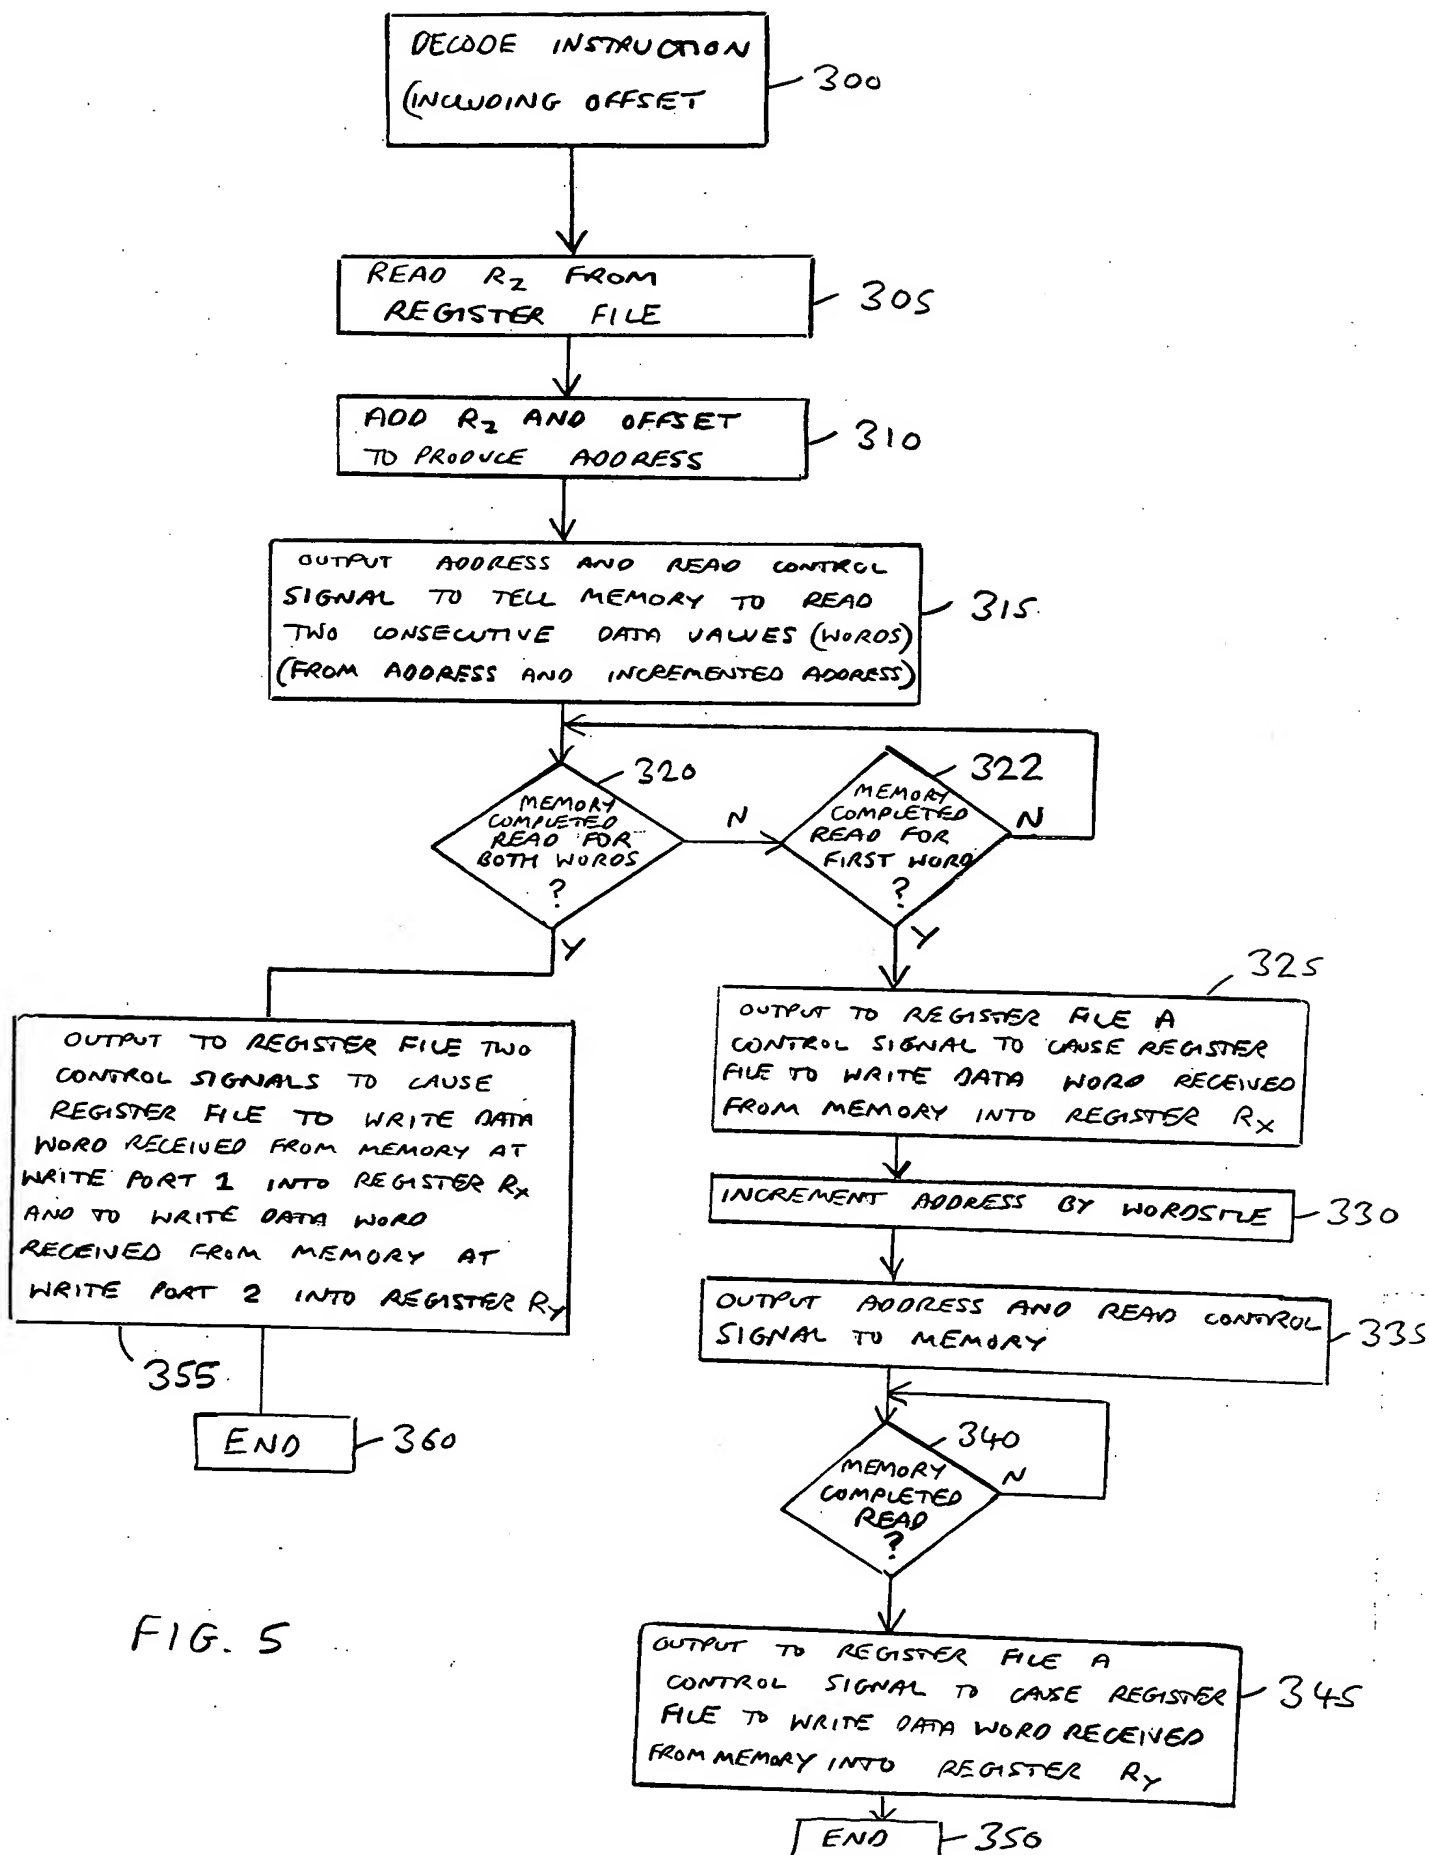 DECODE INSTRUCTION
(INCLUDING OFFSET
300
READ RZ FROM
REGISTER FILE
305
ADD RZ AND OFFSET
TO PRODUCE ADDRESS
310
OUTPUT ADDRESS AND READ CONTROL
SIGNAL TO TELL MEMORY TO READ
TWO CONSECUTIVE DATA VALUES (WORDS)
(FROM ADDRESS AND INCREMENTED ADDRESS)
315
320
MEMORY
COMPLETED
READ FOR
BOTH WORDS
?
N
Y
322
MEMORY
COMPLETED
READ FOR
FIRST WORD
?
N
Y
OUTPUT TO REGISTER FILE TWO
CONTROL SIGNALS TO CAUSE
REGISTER FILE TO WRITE DATA
WORD RECEIVED FROM MEMORY AT
WRITE PORT 1 INTO REGISTER RX
AND TO WRITE DATA WORD
RECEIVED FROM MEMORY AT
WRITE PORT 2 INTO REGISTER RY
355
END
360
325
OUTPUT TO REGISTER FILE A
CONTROL SIGNAL TO CAUSE REGISTER
FILE TO WRITE DATA WORD RECEIVED
FROM MEMORY INTO REGISTER RX
INCREMENT ADDRESS BY WORDSIZE
330
OUTPUT ADDRESS AND READ CONTROL
SIGNAL TO MEMORY
335
340
MEMORY
COMPLETED
READ
?
N
OUTPUT TO REGISTER FILE A
CONTROL SIGNAL TO CAUSE REGISTER
FILE TO WRITE DATA WORD RECEIVED
FROM MEMORY INTO REGISTER RY
345
END
350
FIG. 5